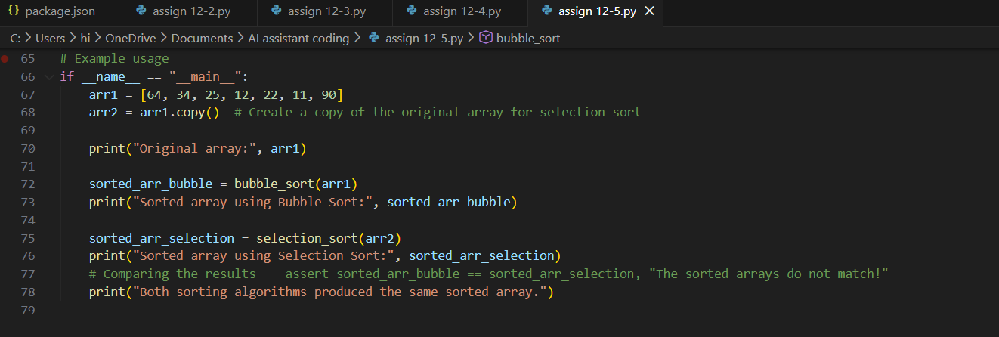 {} package.json assign 12-2.py assign 12-3.py assign 12-4.py assign 12-5.py
C: > Users > hi > OneDrive > Documents > AI assistant coding > assign 12-5.py > bubble_sort
65 # Example usage
66 if __name__ == "__main__":
67     arr1 = [64, 34, 25, 12, 22, 11, 90]
68     arr2 = arr1.copy()  # Create a copy of the original array for selection sort
69
70     print("Original array:", arr1)
71
72     sorted_arr_bubble = bubble_sort(arr1)
73     print("Sorted array using Bubble Sort:", sorted_arr_bubble)
74
75     sorted_arr_selection = selection_sort(arr2)
76     print("Sorted array using Selection Sort:", sorted_arr_selection)
77     # Comparing the results    assert sorted_arr_bubble == sorted_arr_selection, "The sorted arrays do not match!"
78     print("Both sorting algorithms produced the same sorted array.")
79